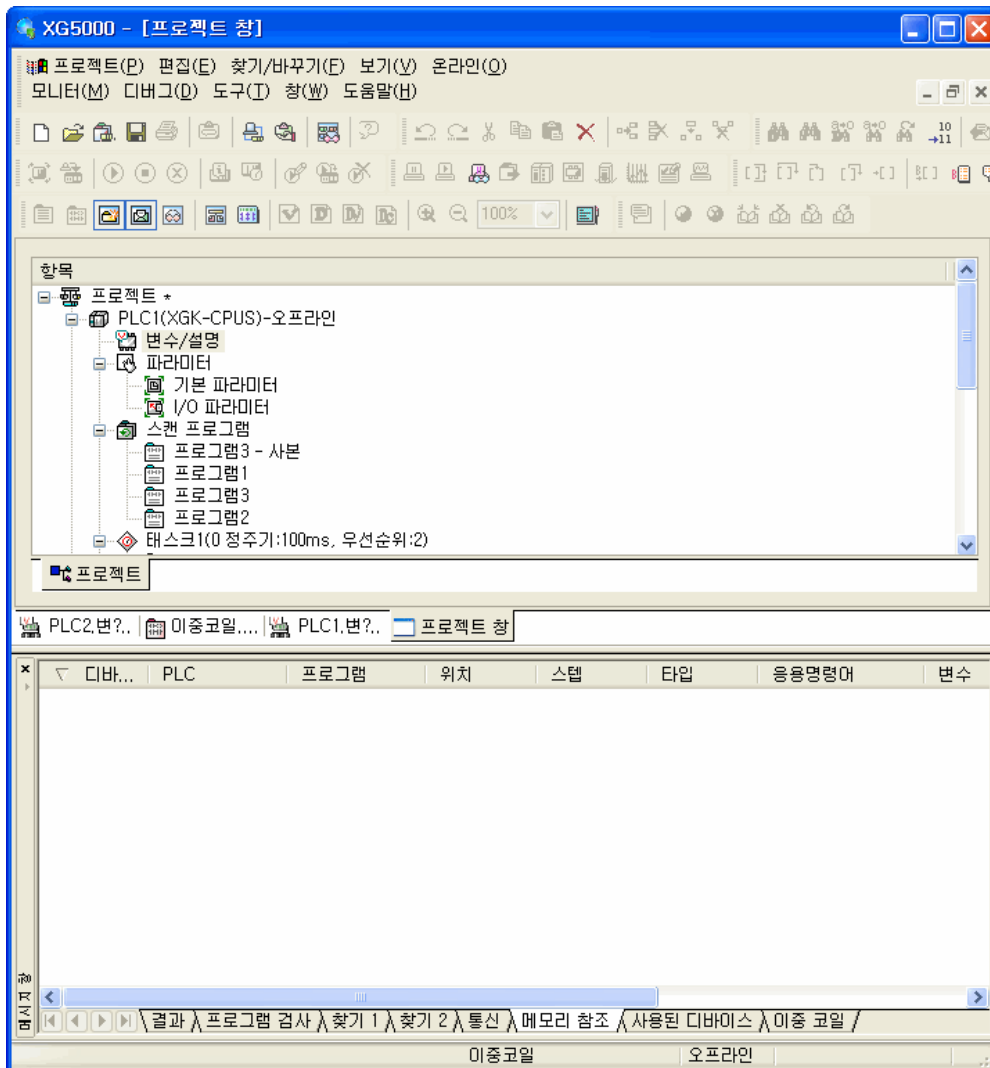 XG5000 - [프로젝트 창]
프로젝트(P) 편집(E) 찾기/바꾸기(F) 보기(V) 온라인(O)
모니터(M) 디버그(D) 도구(T) 창(W) 도움말(H)
100%
항목
프로젝트 *
PLC1(XGK-CPUS)-오프라인
변수/설명
파라미터
기본 파라미터
I/O 파라미터
스캔 프로그램
프로그램3 - 사본
프로그램1
프로그램3
프로그램2
태스크1(0 정주기:100ms, 우선순위:2)
프로젝트
PLC2,변?.. 이중코일,... PLC1,변?.. 프로젝트 창
디바... PLC 프로그램 위치 스텝 타입 응용명령어 변수
메시지 창
결과 프로그램 검사 찾기 1 찾기 2 통신 메모리 참조 사용된 디바이스 이중 코일
이중코일 오프라인